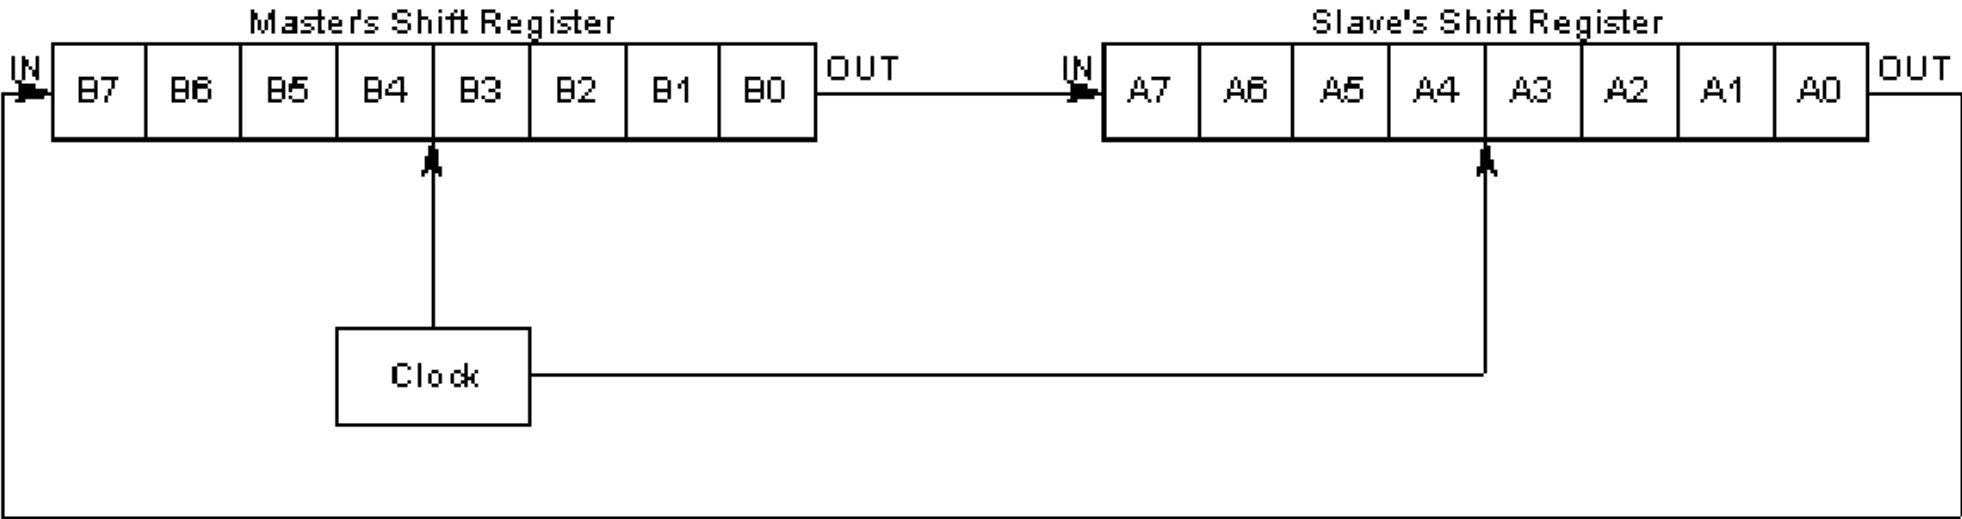 Master's Shift Register
Slave's Shift Register
IN B7 B6 B5 B4 B3 B2 B1 B0 OUT
IN A7 A6 A5 A4 A3 A2 A1 A0 OUT
Clock